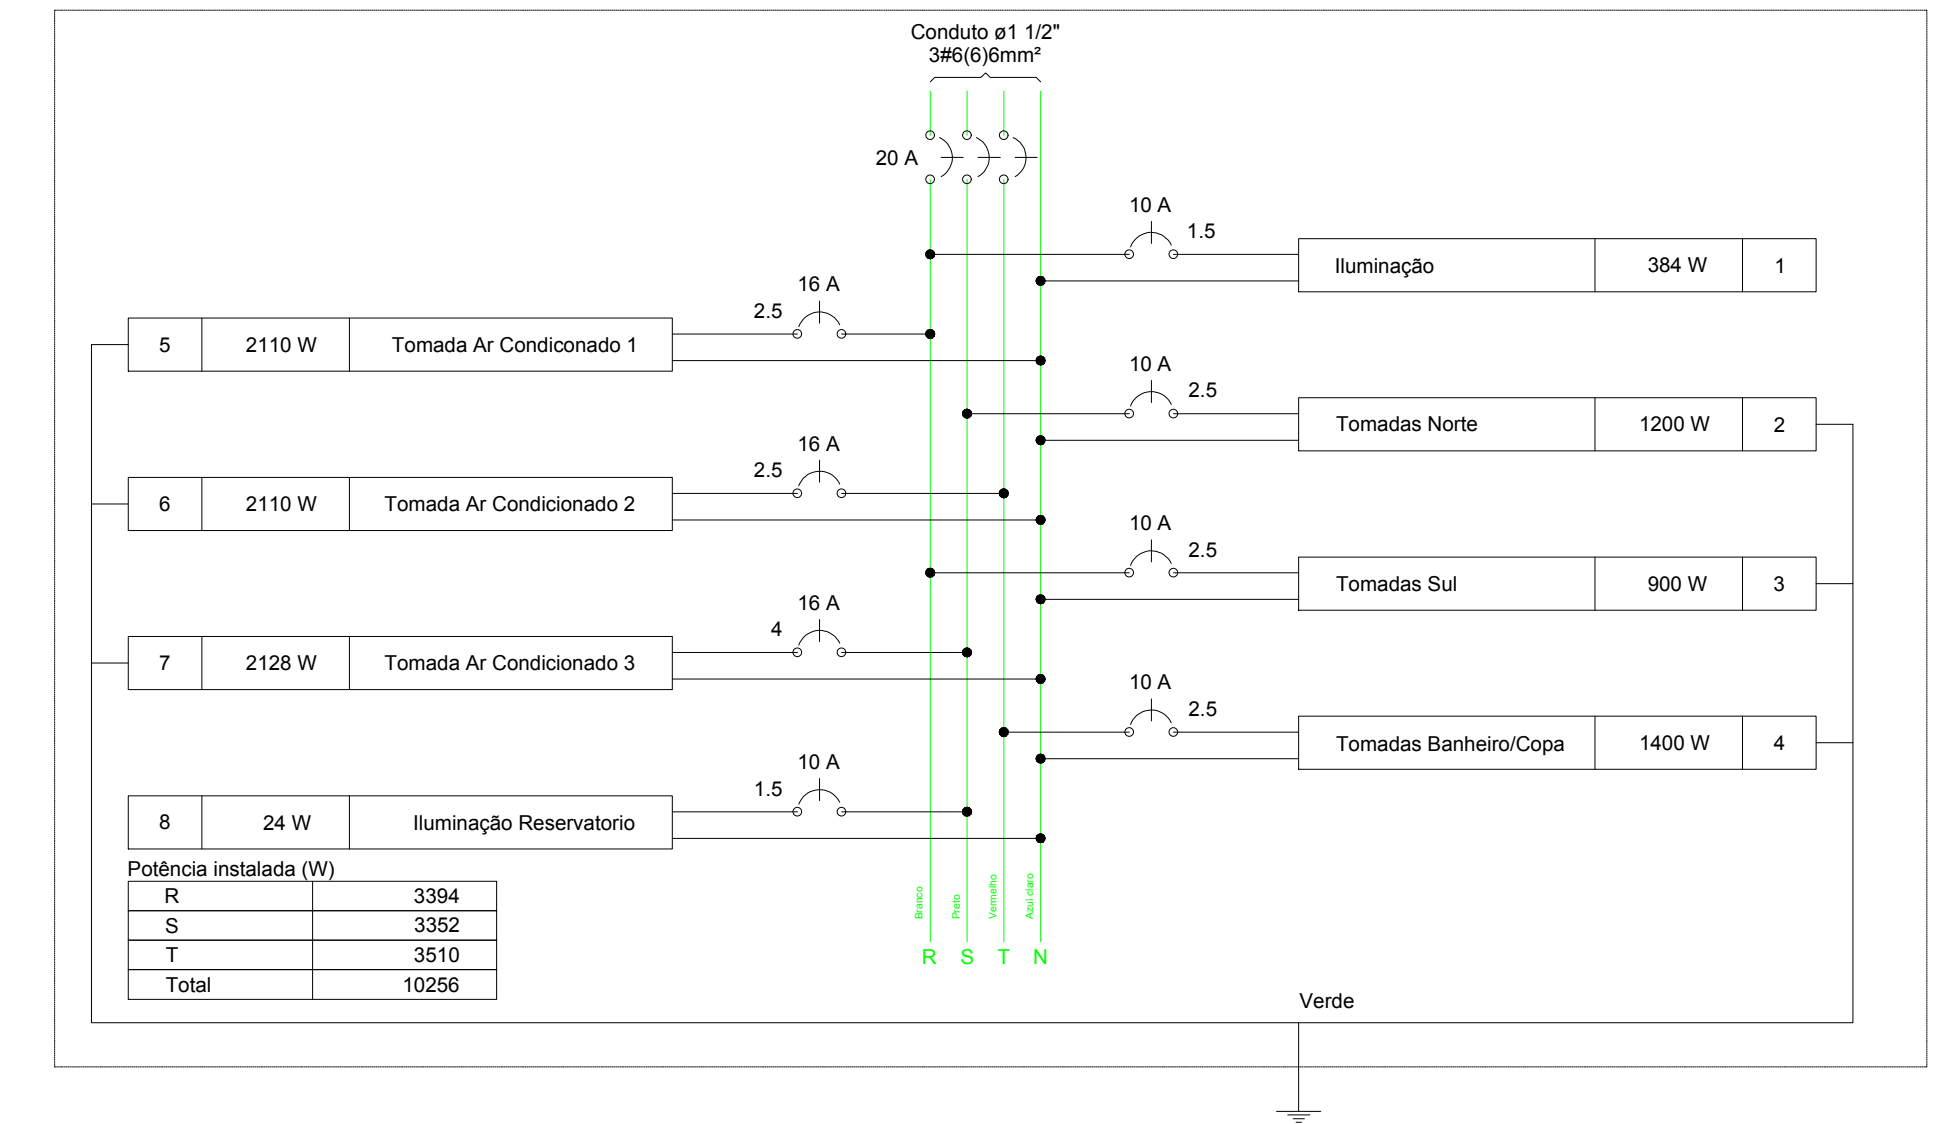 Conduto ø1 1/2"
3#6(6)6mm²
20 A
10 A
1.5
Iluminação 384 W 1
16 A
2.5
5 2110 W Tomada Ar Condiconado 1
10 A
2.5
Tomadas Norte 1200 W 2
16 A
2.5
6 2110 W Tomada Ar Condicionado 2
10 A
2.5
Tomadas Sul 900 W 3
16 A
4
7 2128 W Tomada Ar Condicionado 3
10 A
2.5
Tomadas Banheiro/Copa 1400 W 4
10 A
1.5
8 24 W Iluminação Reservatorio
Potência instalada (W)
R 3394
S 3352
T 3510
Total 10256
Branco
Preto
Vermelho
Azul claro
R S T N
Verde